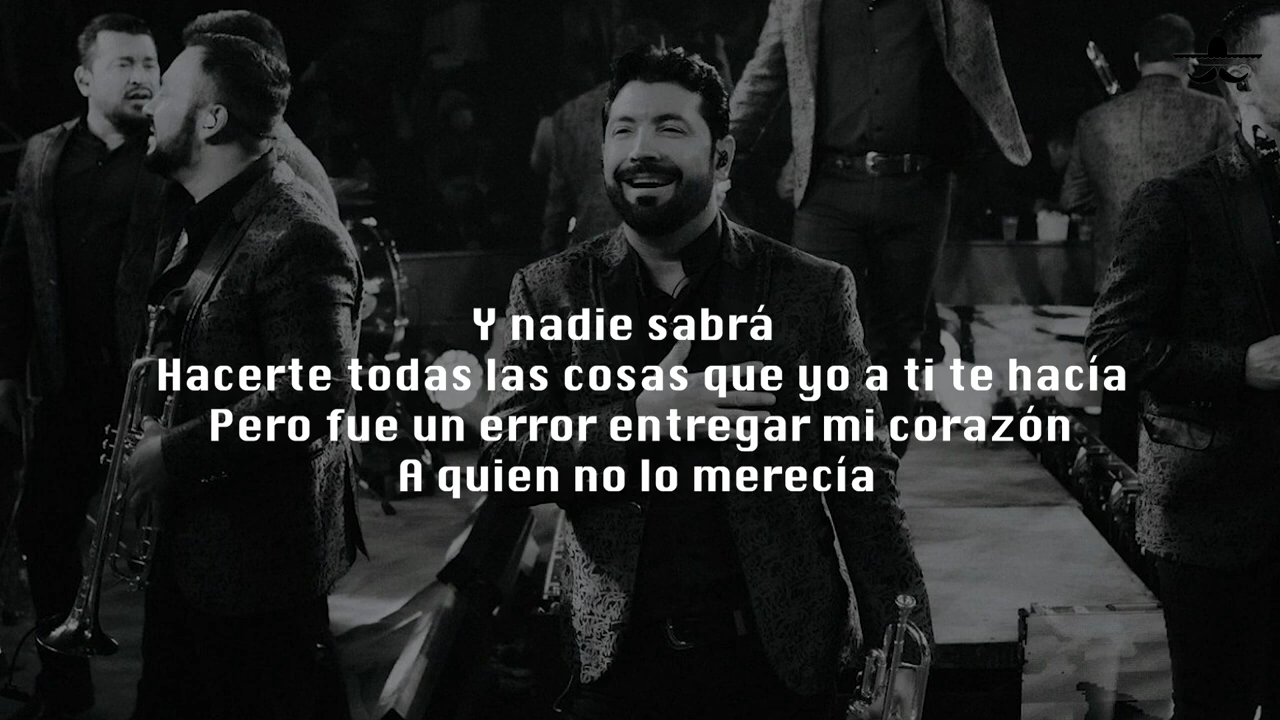 Y nadie sabrá
Hacerte todas las cosas que yo a ti te hacía
Pero fue un error entregar mi corazón
A quien no lo merecía